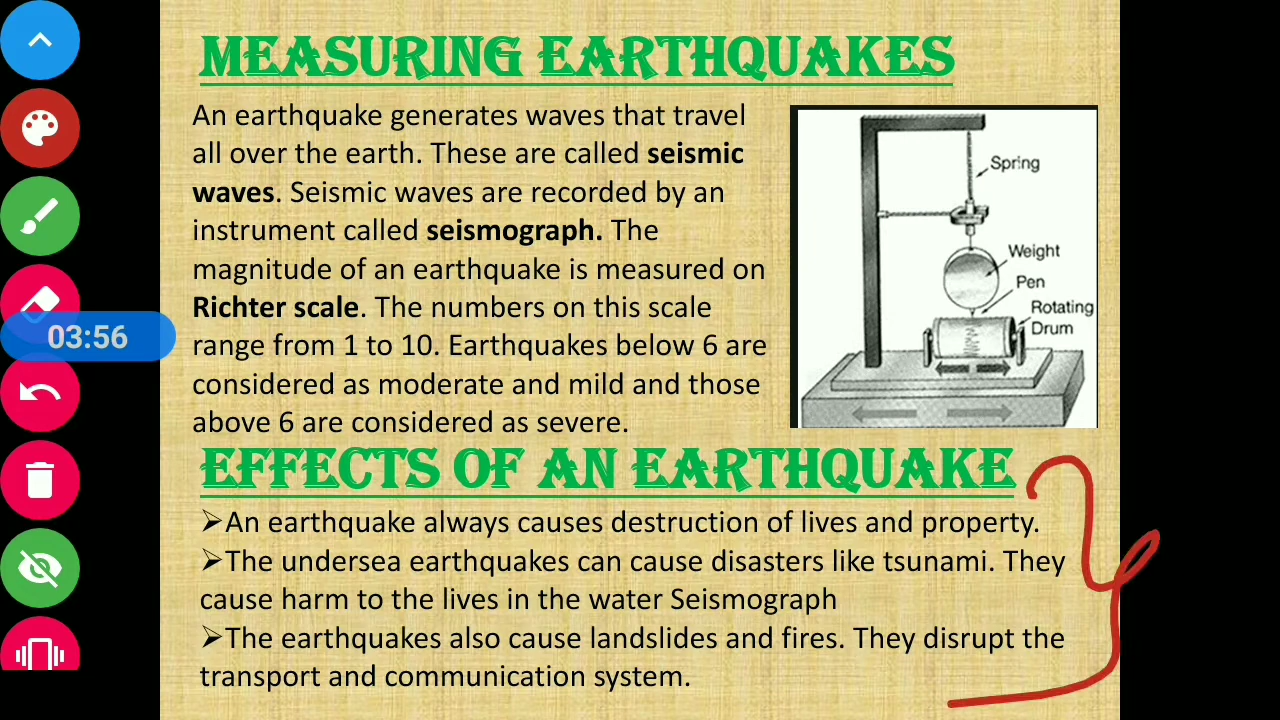 MEASURING EARTHQUAKES
An earthquake generates waves that travel
all over the earth. These are called seismic
waves. Seismic waves are recorded by an
instrument called seismograph. The
magnitude of an earthquake is measured on
Richter scale. The numbers on this scale
range from 1 to 10. Earthquakes below 6 are
considered as moderate and mild and those
above 6 are considered as severe.
Spring
Weight
Pen
Rotating
Drum
03:56
EFFECTS OF AN EARTHQUAKE
➢An earthquake always causes destruction of lives and property.
➢The undersea earthquakes can cause disasters like tsunami. They
cause harm to the lives in the water Seismograph
➢The earthquakes also cause landslides and fires. They disrupt the
transport and communication system.